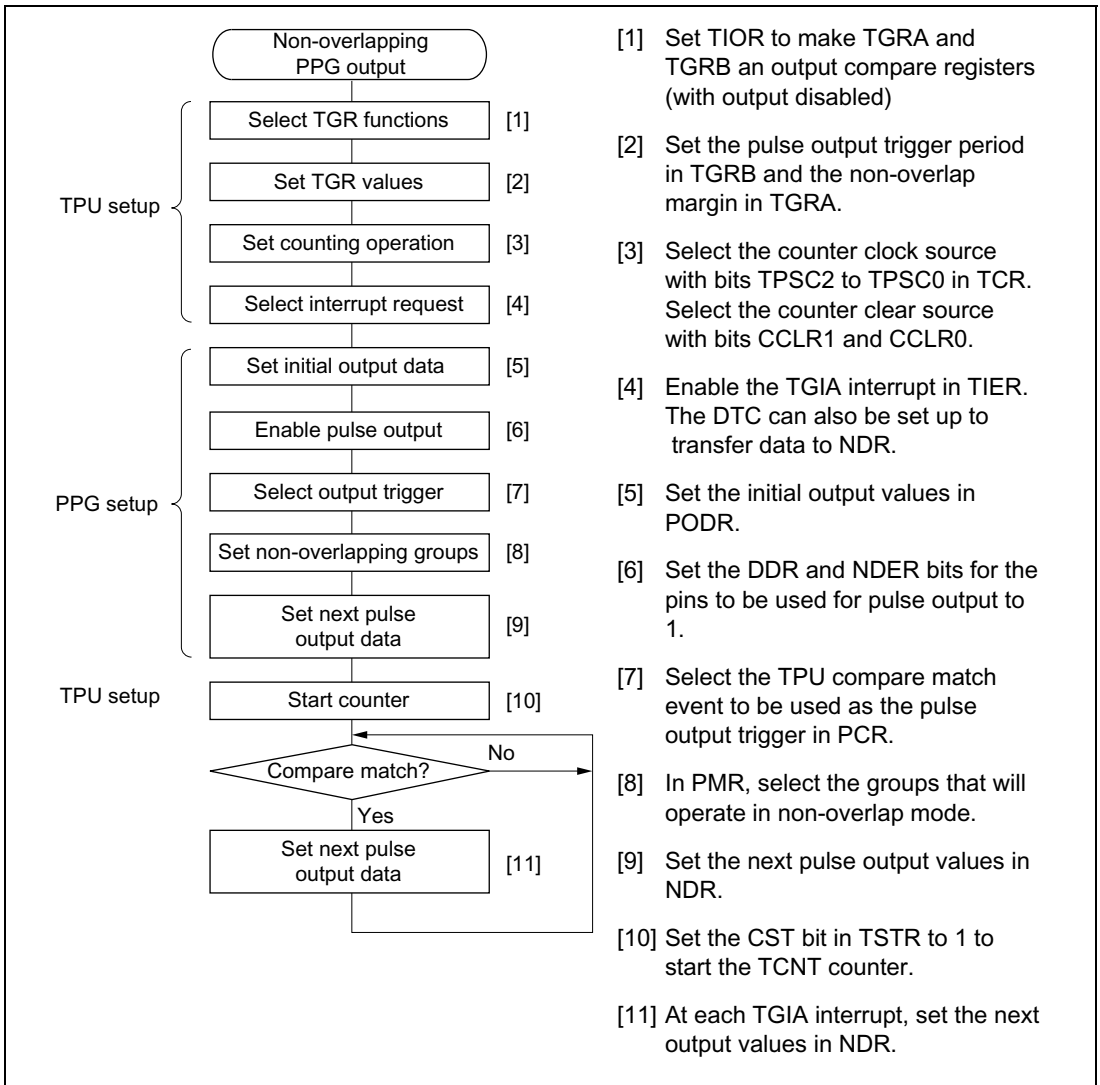 Non-overlapping
PPG output
Select TGR functions [1]
Set TGR values [2]
TPU setup
Set counting operation [3]
Select interrupt request [4]
Set initial output data [5]
Enable pulse output [6]
Select output trigger [7]
PPG setup
Set non-overlapping groups [8]
Set next pulse
output data [9]
TPU setup
Start counter [10]
Compare match?
No
Yes
Set next pulse
output data [11]
[1] Set TIOR to make TGRA and
TGRB an output compare registers
(with output disabled)
[2] Set the pulse output trigger period
in TGRB and the non-overlap
margin in TGRA.
[3] Select the counter clock source
with bits TPSC2 to TPSC0 in TCR.
Select the counter clear source
with bits CCLR1 and CCLR0.
[4] Enable the TGIA interrupt in TIER.
The DTC can also be set up to
transfer data to NDR.
[5] Set the initial output values in
PODR.
[6] Set the DDR and NDER bits for the
pins to be used for pulse output to
1.
[7] Select the TPU compare match
event to be used as the pulse
output trigger in PCR.
[8] In PMR, select the groups that will
operate in non-overlap mode.
[9] Set the next pulse output values in
NDR.
[10] Set the CST bit in TSTR to 1 to
start the TCNT counter.
[11] At each TGIA interrupt, set the next
output values in NDR.